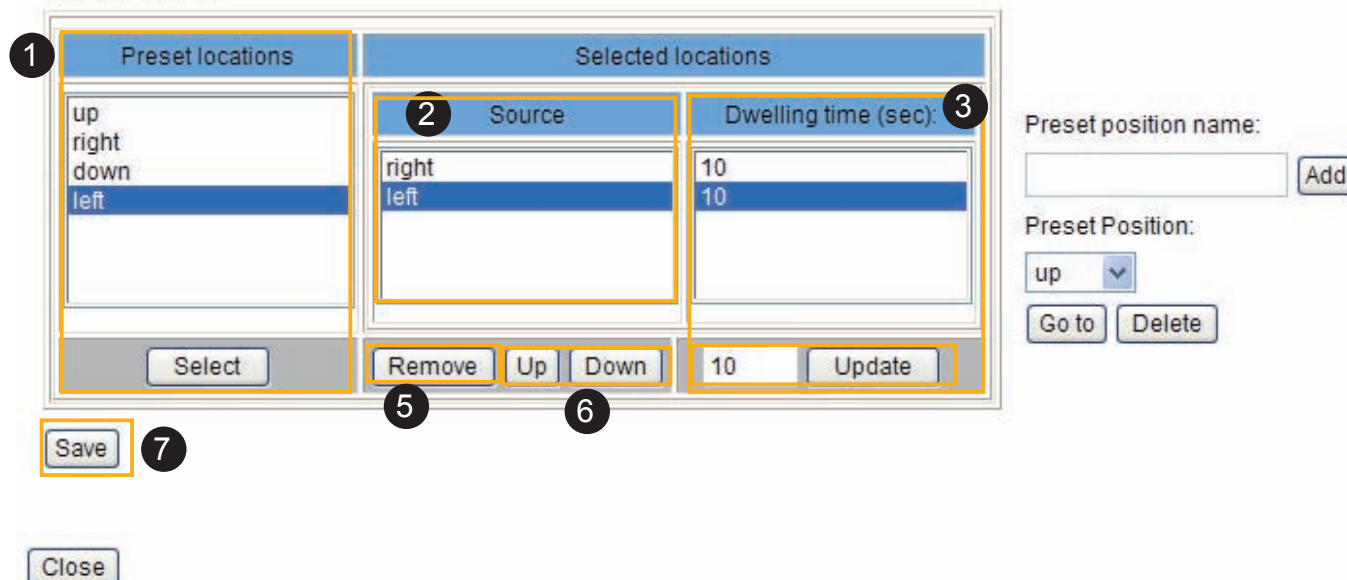 1
Preset locations
Selected locations
up
right
down
left
2
Source
right
left
Dwelling time (sec):
3
10
10
Select
Remove
Up
Down
10
Update
5
6
Save
7
Close
Preset position name:
Add
Preset Position:
up
Go to
Delete